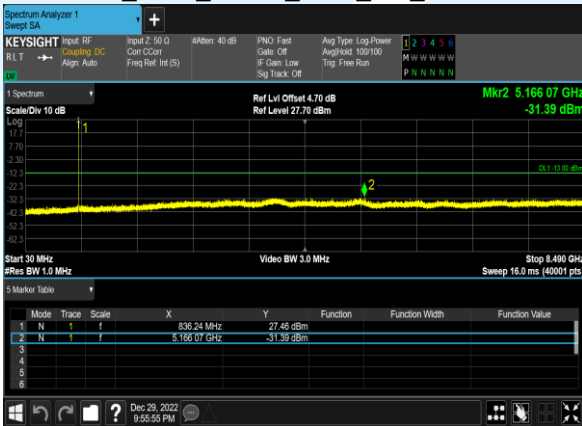 Spectrum Analyzer 1
Swept SA
+
KEYSIGHT Input: RF Input Z: 50 Ω #Atten: 40 dB PNO: Fast Avg Type: Log-Power 1 2 3 4 5 6
RLT Coupling: DC Corr CCorr Gate: Off Avg|Hold: 100/100 M W W W W W
Align: Auto Freq Ref: Int (S) IF Gain: Low Trig: Free Run
Sig Track: Off P N N N N N
1 Spectrum
Ref Lvl Offset 4.70 dB Mkr2 5.166 07 GHz
Scale/Div 10 dB Ref Level 27.70 dBm -31.39 dBm
Log
1
17.7
7.70
-2.30
-12.3 DL1 -13.00 dBm
-22.3 2
-32.3
-42.3
-52.3
-62.3
Start 30 MHz Video BW 3.0 MHz Stop 8.490 GHz
#Res BW 1.0 MHz Sweep 16.0 ms (40001 pts
5 Marker Table
Mode Trace Scale X Y Function Function Width Function Value
1 N 1 f 836.24 MHz 27.46 dBm
2 N 1 f 5.166 07 GHz -31.39 dBm
3
4
5
6
? Dec 29, 2022
9:55:55 PM